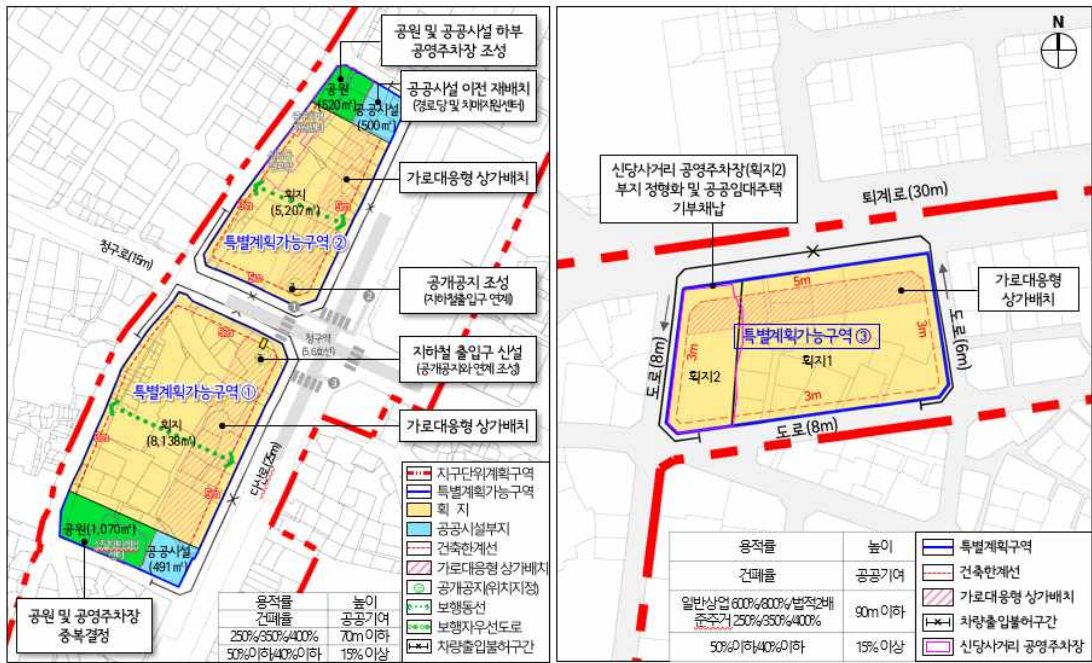 공원 및 공공시설 하부
공영주차장 조성
공공시설 이전 재배치
(경로당 및 치매지원센터)
공원
(520㎡)
공공시설
(500㎡)
가로대응형 상가배치
획지
(5,207㎡)
3m
5m
특별계획가능구역 ②
5m
청구로(15m)
공개공지 조성
(지하철출입구 연계)
청구역
(5,6호선)
지하철 출입구 신설
(공개공지와 연계 조성)
특별계획가능구역 ①
획지
(8,138㎡)
가로대응형 상가배치
다산로(25m)
공원(1,070㎡)
공공시설
(491㎡)
공원 및 공영주차장
중복결정
지구단위계획구역
특별계획가능구역
획 지
공공시설부지
건축한계선
가로대응형 상가배치
공개공지(위치지정)
보행동선
보행자우선도로
차량출입불허구간
용적률 높이
건폐율 공공기여
250%/350%/400% 70m 이하
50%이하/40%이하 15% 이상
N
신당사거리 공영주차장(획지2)
부지 정형화 및 공공임대주택
기부채납
퇴계로(30m)
가로대응형
상가배치
5m
특별계획가능구역 ③
획지1
획지2
3m
3m
3m
도로(8m)
도로(6m)
도로(8m)
용적률 높이
건폐율 공공기여
일반상업 600%/800%/법적2배
준주거 250%/350%/400%
90m 이하
50%이하/40%이하 15% 이상
특별계획구역
건축한계선
가로대응형 상가배치
차량출입불허구간
신당사거리 공영주차장